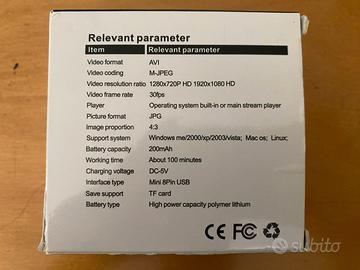 Relevant parameter
Item Relevant parameter
Video format AVI
Video coding M-JPEG
Video resolution ratio 1280x720P HD 1920x1080 HD
Video frame rate 30fps
Player Operating system built-in or main stream player
Picture format JPG
Image proportion 4:3
Support system Windows me/2000/xp/2003/vista; Mac os; Linux;
Battery capacity 200mAh
Working time About 100 minutes
Charging voltage DC-5V
Interface type Mini 8Pin USB
Save support TF card
Battery type High power capacity polymer lithium
CE FC
subito